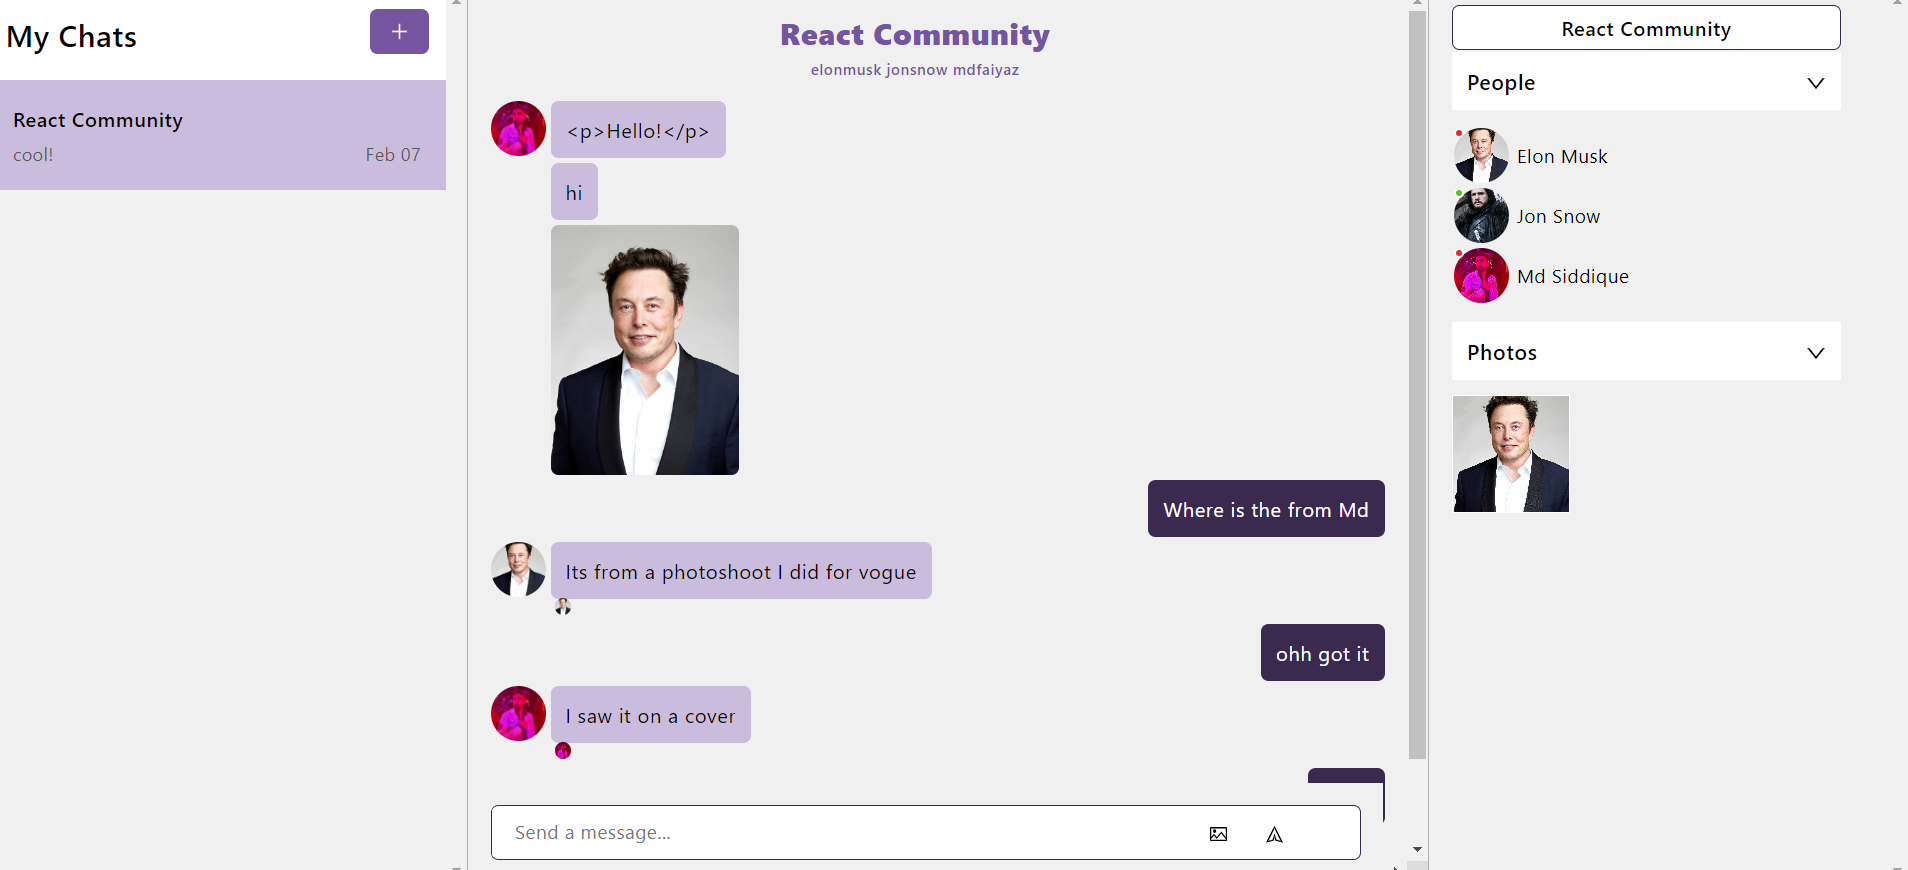 My Chats
+
React Community
cool!
Feb 07
React Community
elonmusk jonsnow mdfaiyaz
<p>Hello!</p>
hi
Where is the from Md
Its from a photoshoot I did for vogue
ohh got it
I saw it on a cover
Send a message...
React Community
People
Elon Musk
Jon Snow
Md Siddique
Photos